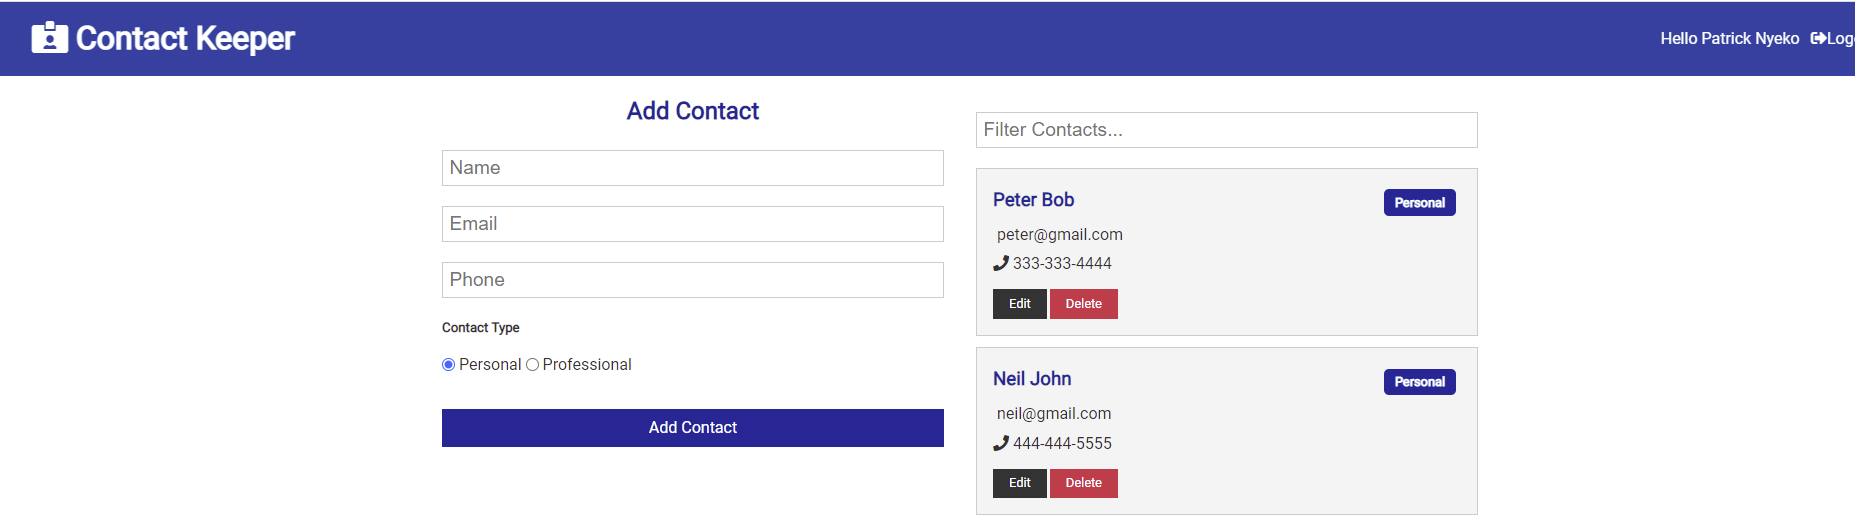 Contact Keeper
Hello Patrick Nyeko Log
Add Contact
Name
Email
Phone
Contact Type
Personal Professional
Add Contact
Filter Contacts...
Peter Bob Personal
peter@gmail.com
333-333-4444
Edit Delete
Neil John Personal
neil@gmail.com
444-444-5555
Edit Delete